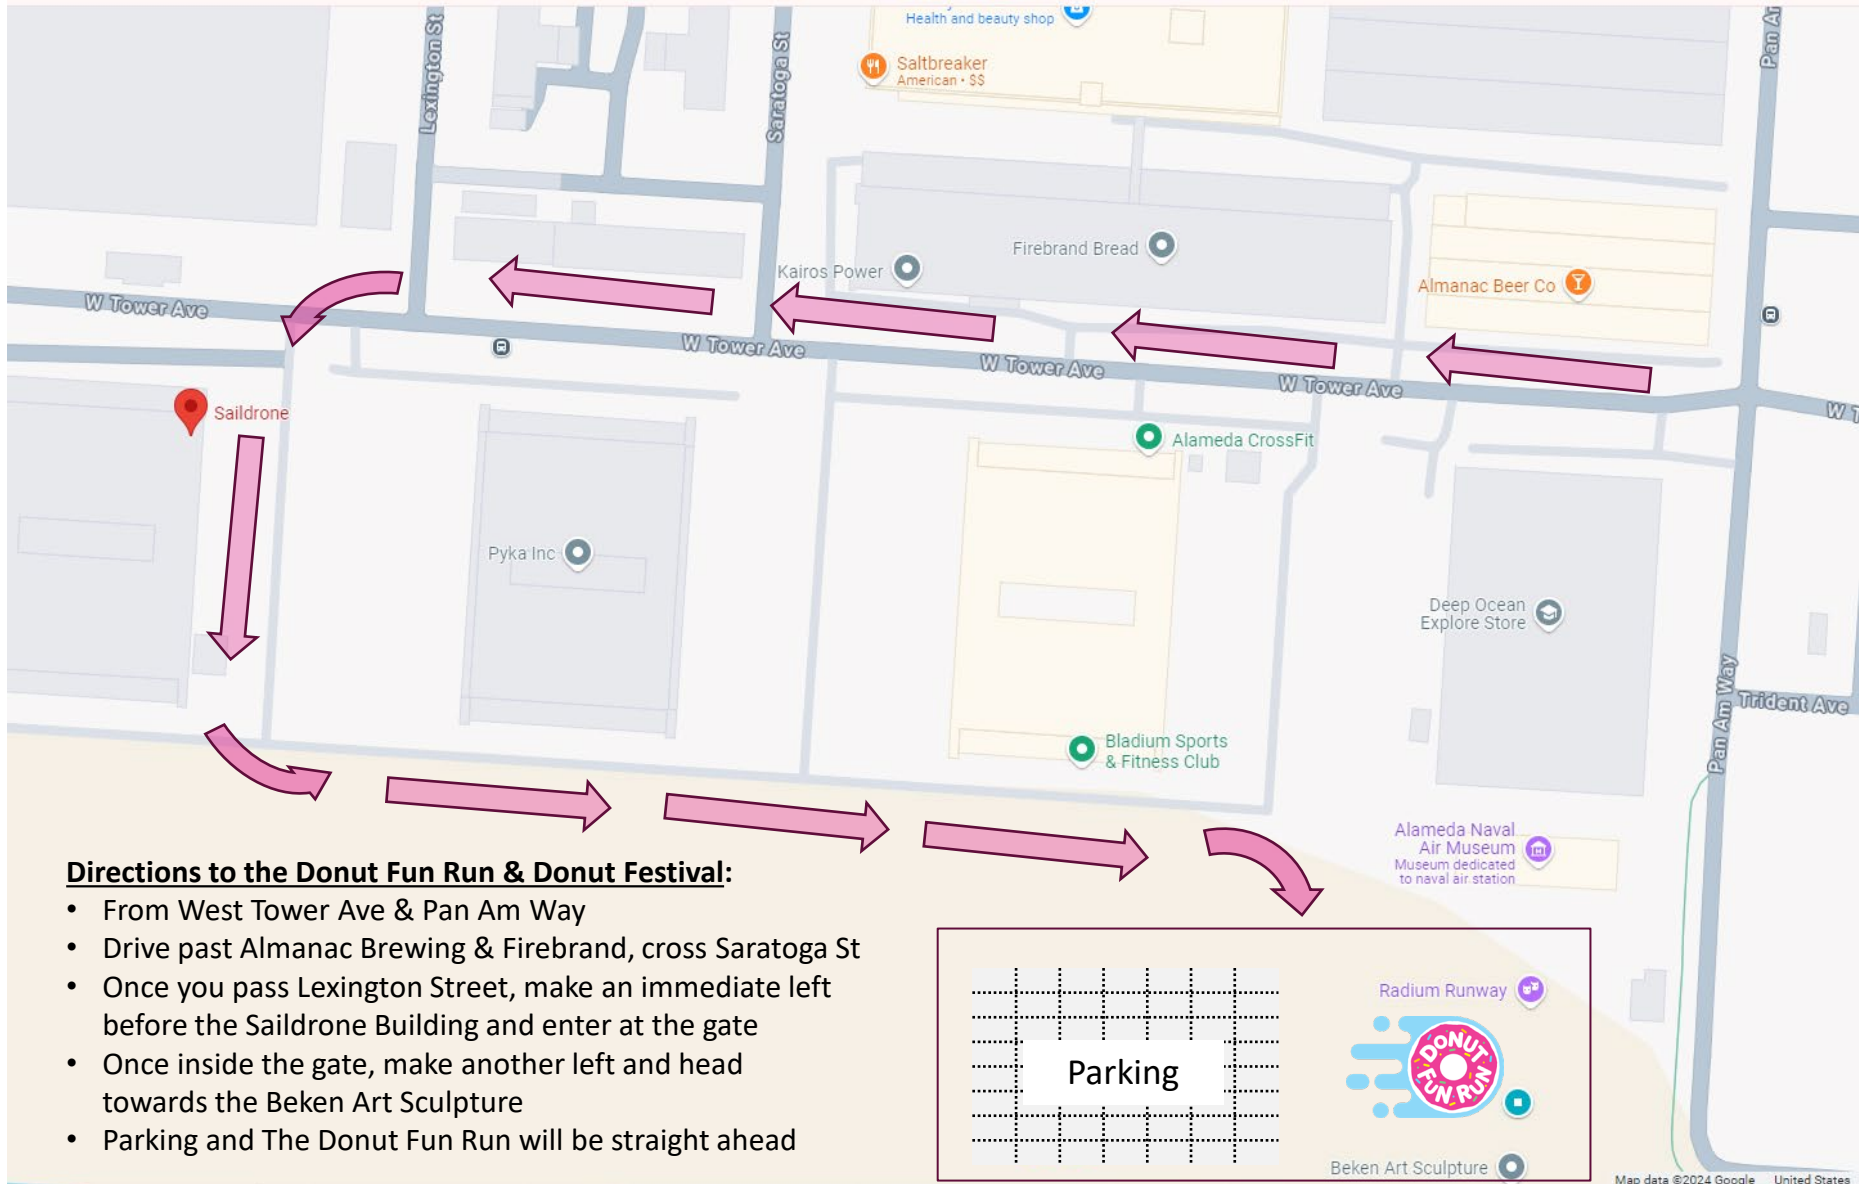 Health and beauty shop
Saltbreaker
American • $$
Lexington St
Saratoga St
Pan Am
Kairos Power
Firebrand Bread
Almanac Beer Co
W Tower Ave
W Tower Ave
W Tower Ave
W Tower Ave
W T
Saildrone
Alameda CrossFit
Pyka Inc
Deep Ocean
Explore Store
Pan Am Way
Trident Ave
Bladium Sports
& Fitness Club
Alameda Naval
Air Museum
Museum dedicated
to naval air station
Directions to the Donut Fun Run & Donut Festival:
• From West Tower Ave & Pan Am Way
• Drive past Almanac Brewing & Firebrand, cross Saratoga St
• Once you pass Lexington Street, make an immediate left
before the Saildrone Building and enter at the gate
• Once inside the gate, make another left and head
towards the Beken Art Sculpture
• Parking and The Donut Fun Run will be straight ahead
Parking
Radium Runway
DONUT
FUN RUN
Beken Art Sculpture
Map data ©2024 Google United States